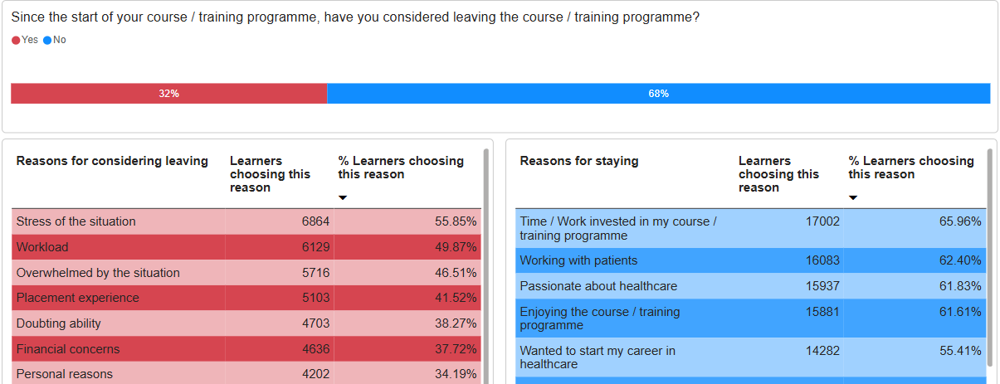 Since the start of your course / training programme, have you considered leaving the course / training programme?
Yes No
32% 68%
Reasons for considering leaving
Learners choosing this reason
% Learners choosing this reason
Stress of the situation 6864 55.85%
Workload 6129 49.87%
Overwhelmed by the situation 5716 46.51%
Placement experience 5103 41.52%
Doubting ability 4703 38.27%
Financial concerns 4636 37.72%
Personal reasons 4202 34.19%
Reasons for staying
Learners choosing this reason
% Learners choosing this reason
Time / Work invested in my course /
training programme 17002 65.96%
Working with patients 16083 62.40%
Passionate about healthcare 15937 61.83%
Enjoying the course / training
programme 15881 61.61%
Wanted to start my career in
healthcare 14282 55.41%